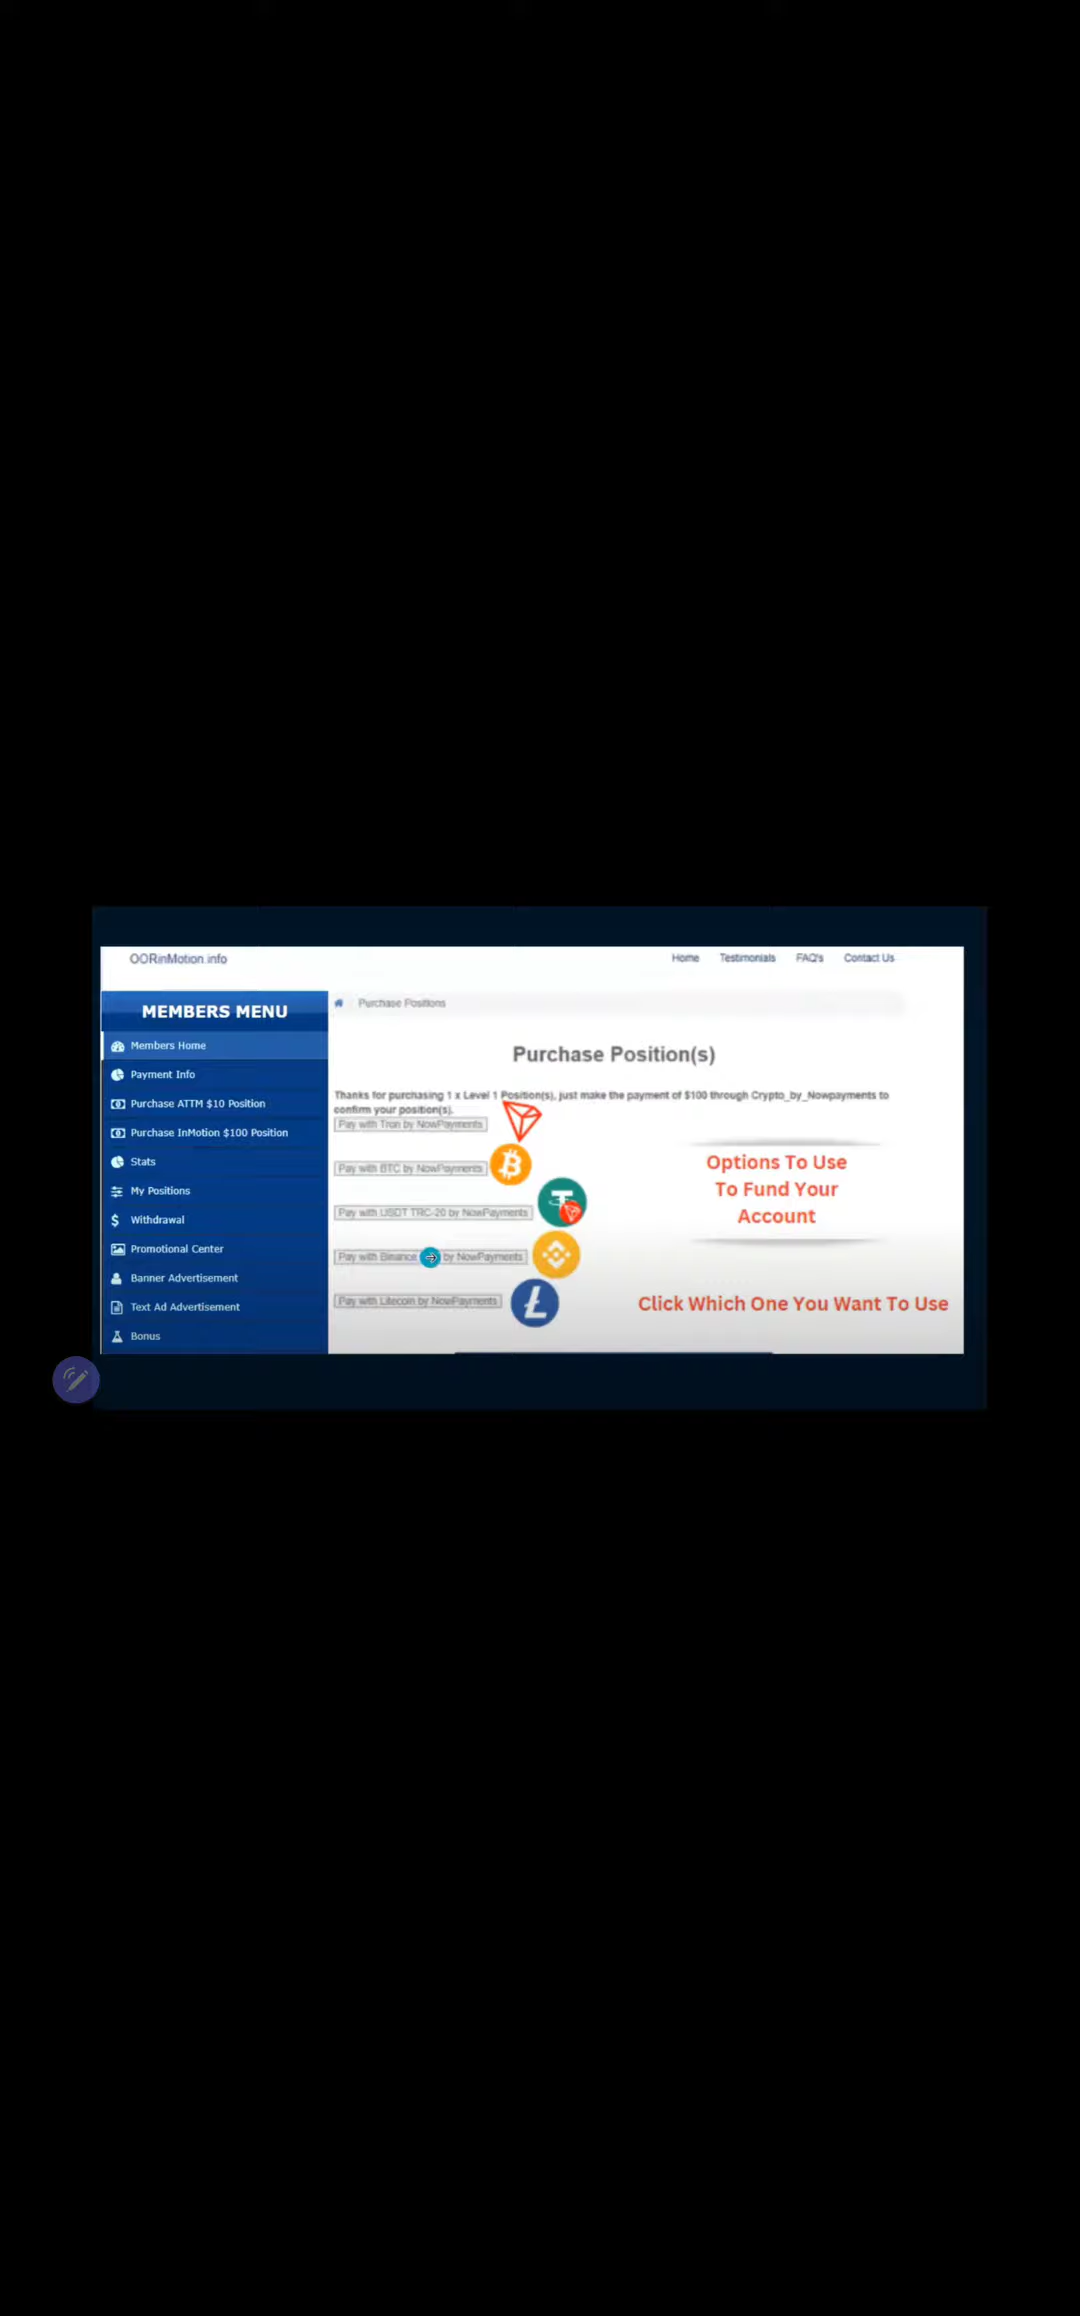 OORinMotion.info
Home Testimonials FAQ's Contact Us
MEMBERS MENU
Members Home
Payment Info
Purchase ATTM $10 Position
Purchase InMotion $100 Position
Stats
My Positions
Withdrawal
Promotional Center
Banner Advertisement
Text Ad Advertisement
Bonus
Purchase Positions
Purchase Position(s)
Thanks for purchasing 1 x Level 1 Position(s), just make the payment of $100 through Crypto_by_Nowpayments to
confirm your position(s).
Pay with Tron by NowPayments
Pay with BTC by NowPayments
Pay with USDT TRC-20 by NowPayments
Pay with Binance by NowPayments
Pay with Litecoin by NowPayments
Options To Use
To Fund Your
Account
Click Which One You Want To Use